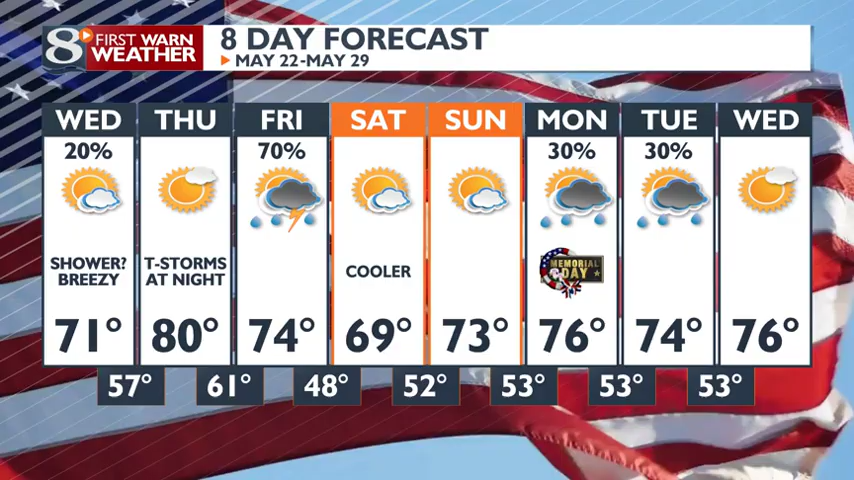 8 FIRST WARN
WEATHER
8 DAY FORECAST
MAY 22-MAY 29
WED THU FRI SAT SUN MON TUE WED
20% 70% 30% 30%
SHOWER?
BREEZY
T-STORMS
AT NIGHT
COOLER
MEMORIAL
DAY
71° 80° 74° 69° 73° 76° 74° 76°
57° 61° 48° 52° 53° 53° 53°